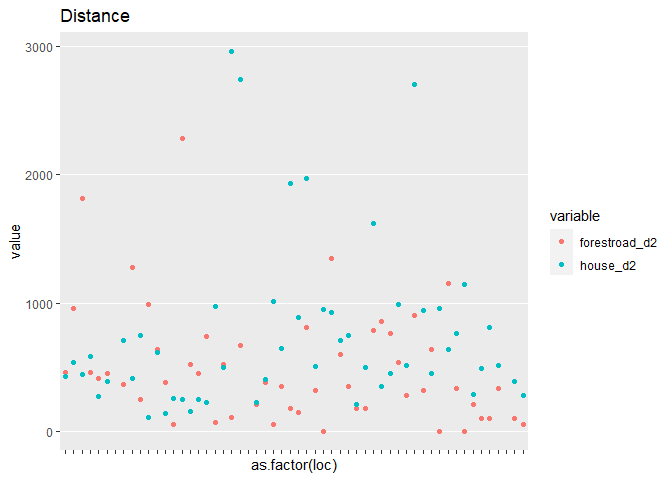 Distance
3000
2000
1000
0
value
as.factor(loc)
variable
forestroad_d2
house_d2